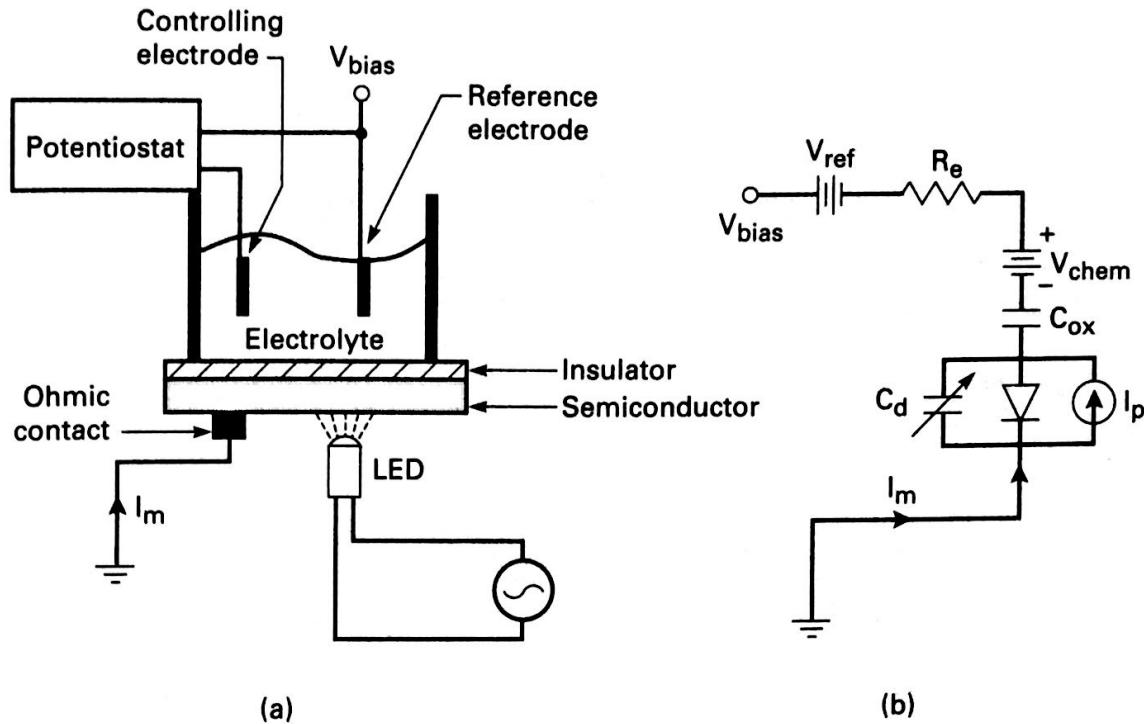 Controlling
electrode
V_bias
Reference
electrode
Potentiostat
Electrolyte
Insulator
Semiconductor
Ohmic
contact
LED
I_m
(a)
V_ref
R_e
V_bias
+
V_chem
−
C_ox
C_d
I_p
I_m
(b)